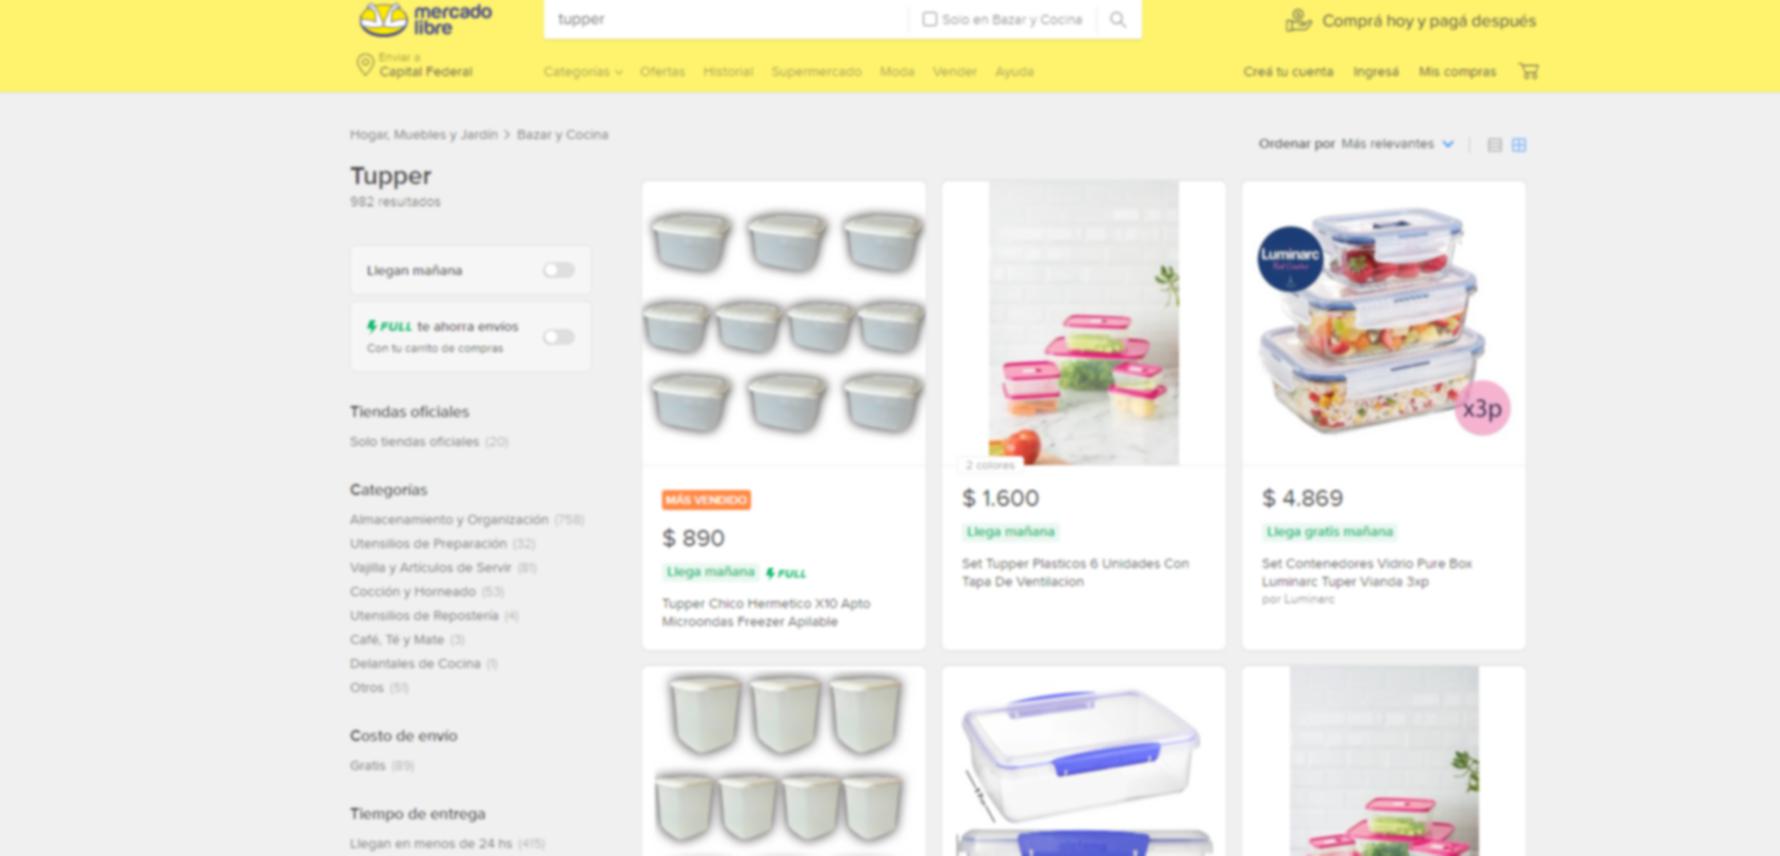 mercado
libre
tupper
Solo en Bazar y Cocina
Comprá hoy y pagá después
Enviar a
Capital Federal
Categorías
Ofertas
Historial
Supermercado
Moda
Vender
Ayuda
Creá tu cuenta
Ingresá
Mis compras
Hogar, Muebles y Jardín > Bazar y Cocina
Ordenar por Más relevantes
Tupper
982 resultados
Llegan mañana
FULL te ahorra envíos
Con tu carrito de compras
Tiendas oficiales
Solo tiendas oficiales (20)
Categorías
Almacenamiento y Organización (758)
Utensilios de Preparación (32)
Vajilla y Artículos de Servir (81)
Cocción y Horneado (53)
Utensilios de Repostería (4)
Café, Té y Mate (3)
Delantales de Cocina (1)
Otros (51)
Costo de envío
Gratis (89)
Tiempo de entrega
Llegan en menos de 24 hs (415)
MÁS VENDIDO
$ 890
Llega mañana FULL
Tupper Chico Hermetico X10 Apto
Microondas Freezer Apilable
2 colores
$ 1.600
Llega mañana
Set Tupper Plasticos 6 Unidades Con
Tapa De Ventilacion
Luminarc
x3p
$ 4.869
Llega gratis mañana
Set Contenedores Vidrio Pure Box
Luminarc Tuper Vianda 3xp
por Luminarc